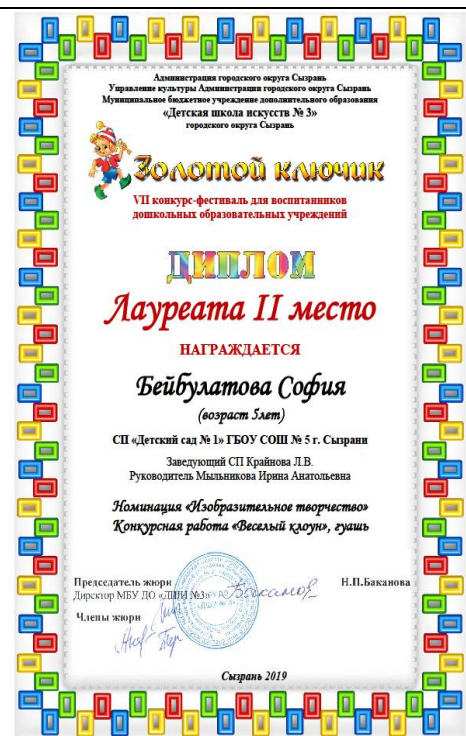 Администрация городского округа Сызрань
Управление культуры Администрации городского округа Сызрань
Муниципальное бюджетное учреждение дополнительного образования
«Детская школа искусств № 3»
городского округа Сызрань
Золотой ключик
VII конкурс-фестиваль для воспитанников
дошкольных образовательных учреждений
ДИПЛОМ
Лауреата II место
НАГРАЖДАЕТСЯ
Бейбулатова София
(возраст 5лет)
СП «Детский сад № 1» ГБОУ СОШ № 5 г. Сызрани
Заведующий СП Крайнова Л.В.
Руководитель Мыльникова Ирина Анатольевна
Номинация «Изобразительное творчество»
Конкурсная работа «Веселый клоун», гуашь
Председатель жюри Н.П.Баканова
Директор МБУ ДО «ДШИ №3»
Члены жюри
Сызрань 2019